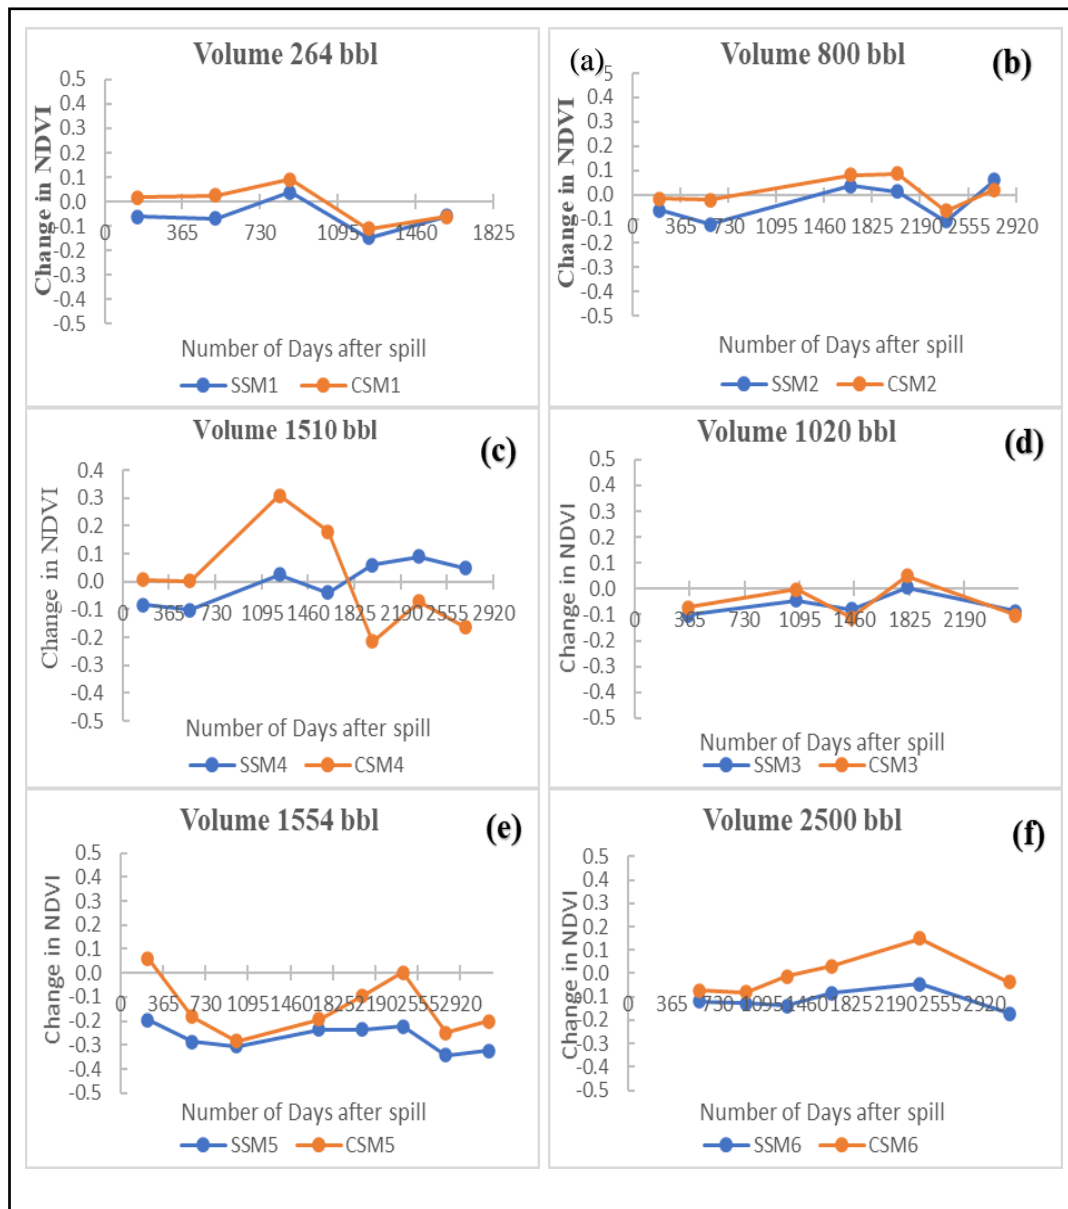 Volume 264 bbl
(a)
0.5
0.4
0.3
0.2
0.1
0.0
-0.1
-0.2
-0.3
-0.4
-0.5
Change in NDVI
0 365 730 1095 1460 1825
Number of Days after spill
SSM1 CSM1
Volume 800 bbl
(b)
0.5
0.4
0.3
0.2
0.1
0.0
-0.1
-0.2
-0.3
-0.4
-0.5
Change in NDVI
0 365 730 1095 1460 1825 2190 2555 2920
Number of Days after spill
SSM2 CSM2
Volume 1510 bbl
(c)
0.4
0.3
0.2
0.1
0.0
-0.1
-0.2
-0.3
-0.4
-0.5
Change in NDVI
0 365 730 1095 1460 1825 2190 2555 2920
Number of Days after spill
SSM4 CSM4
Volume 1020 bbl
(d)
0.5
0.4
0.3
0.2
0.1
0.0
-0.1
-0.2
-0.3
-0.4
-0.5
Change in NDVI
0 365 730 1095 1460 1825 2190
Number of Days after spill
SSM3 CSM3
Volume 1554 bbl
(e)
0.5
0.4
0.3
0.2
0.1
0.0
-0.1
-0.2
-0.3
-0.4
-0.5
Change in NDVI
0 365 730 1095 1460 1825 2190 2555 2920
Number of Days after spill
SSM5 CSM5
Volume 2500 bbl
(f)
0.5
0.4
0.3
0.2
0.1
0.0
-0.1
-0.2
-0.3
-0.4
-0.5
Change in NDVI
0 365 730 1095 1460 1825 2190 2555 2920
Number of Days after spill
SSM6 CSM6